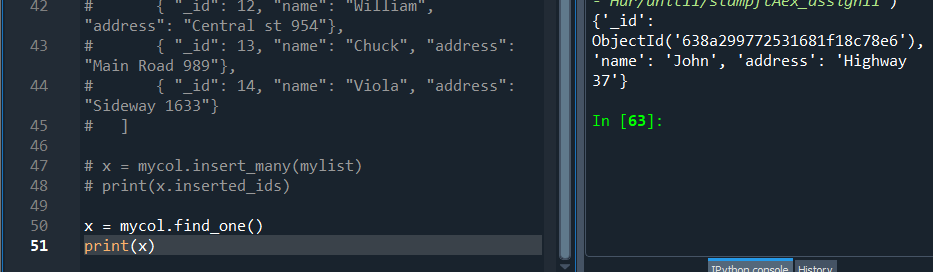 42 #       { "_id": 12, "name": "William",
"address": "Central st 954"},
43 #       { "_id": 13, "name": "Chuck", "address":
"Main Road 989"},
44 #       { "_id": 14, "name": "Viola", "address":
"Sideway 1633"}
45 #   ]
46
47 # x = mycol.insert_many(mylist)
48 # print(x.inserted_ids)
49
50 x = mycol.find_one()
51 print(x)
{'_id':
ObjectId('638a299772531681f18c78e6'),
'name': 'John', 'address': 'Highway
37'}
In [63]:
IPython console History